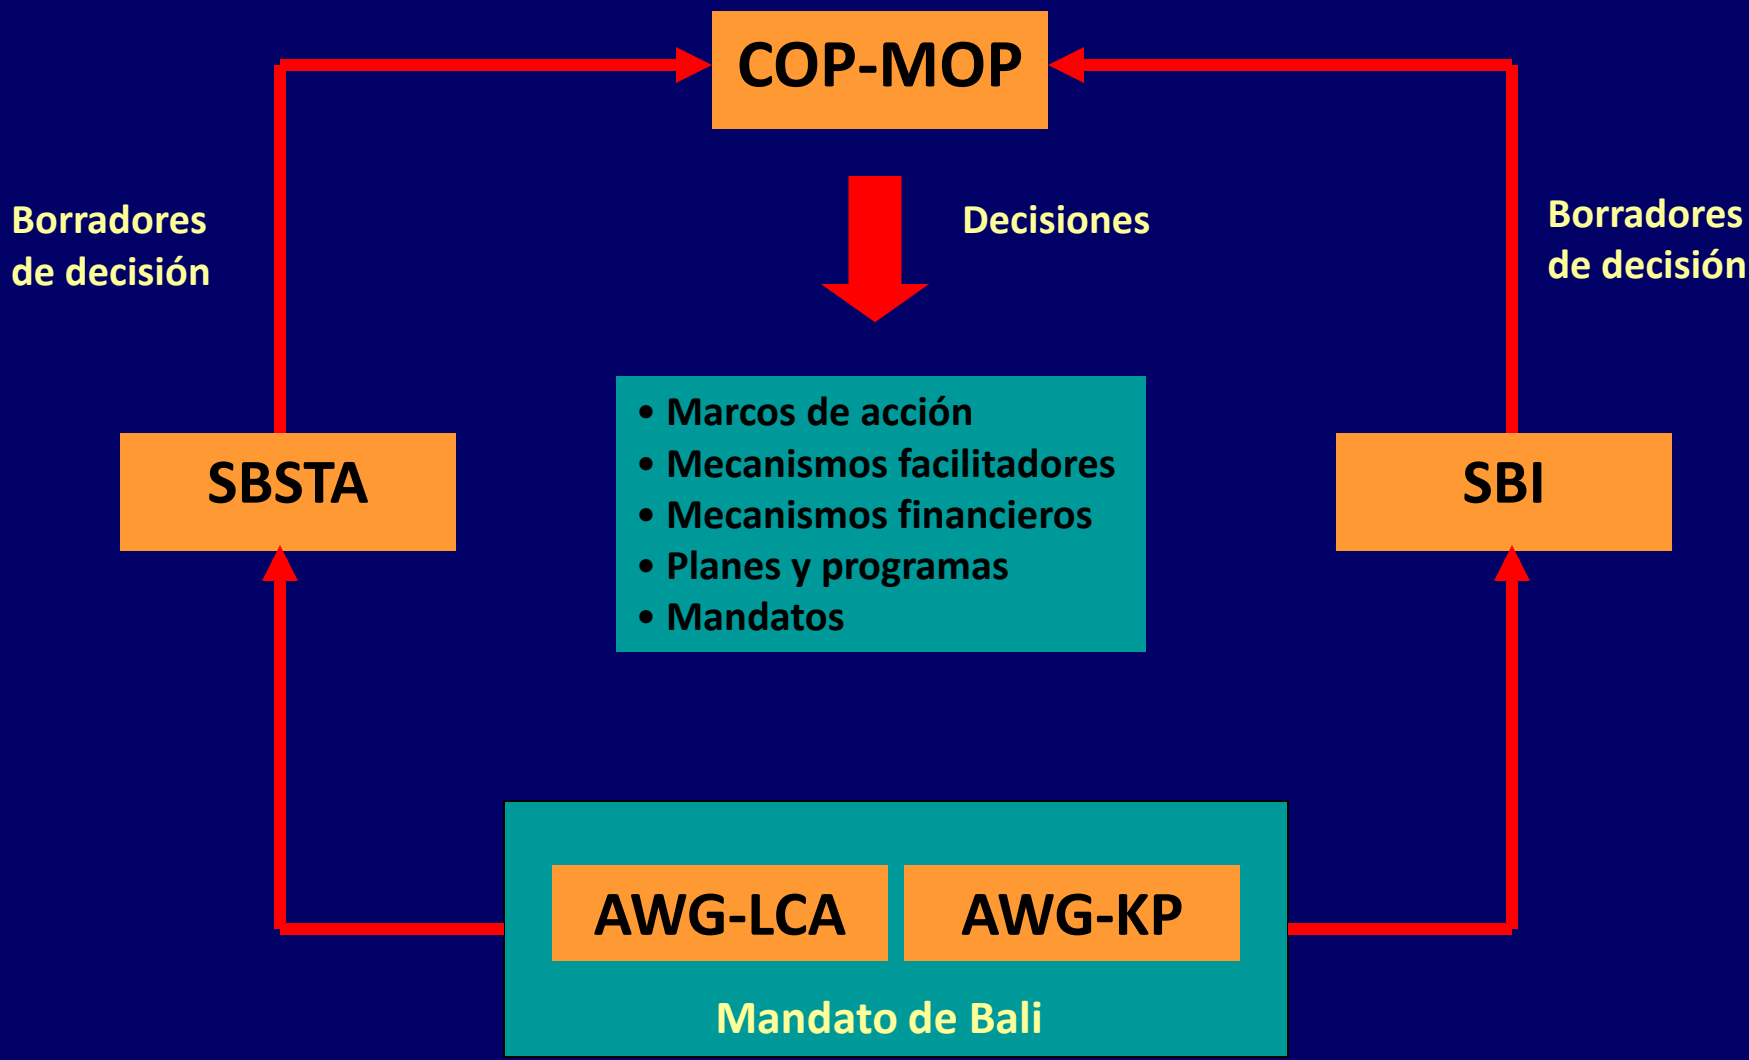 COP-MOP
Borradores
de decisión
Decisiones
Borradores
de decisión
• Marcos de acción
• Mecanismos facilitadores
• Mecanismos financieros
• Planes y programas
• Mandatos
SBSTA
SBI
AWG-LCA
AWG-KP
Mandato de Bali